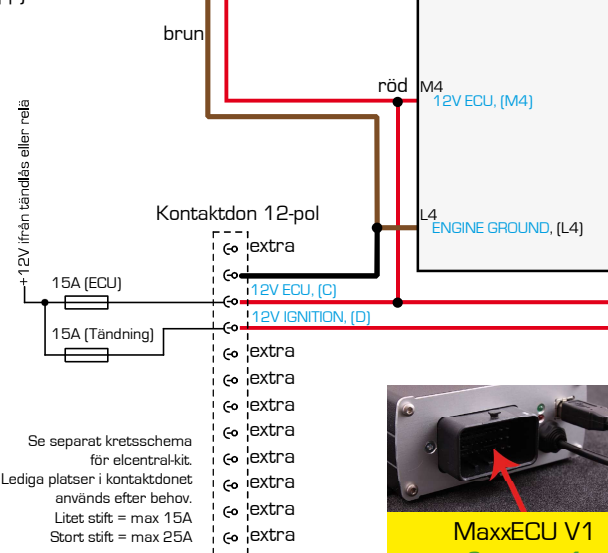 brun
röd
M4
12V ECU, (M4)
+12V ifrån tändlås eller relä
Kontaktdon 12-pol
L4
ENGINE GROUND, (L4)
extra
15A (ECU)
12V ECU, (C)
12V IGNITION, (D)
15A (Tändning)
extra
extra
extra
extra
extra
extra
extra
extra
Se separat kretsschema
för elcentral-kit.
Lediga platser i kontaktdonet
används efter behov.
Litet stift = max 15A
Stort stift = max 25A
MaxxECU V1